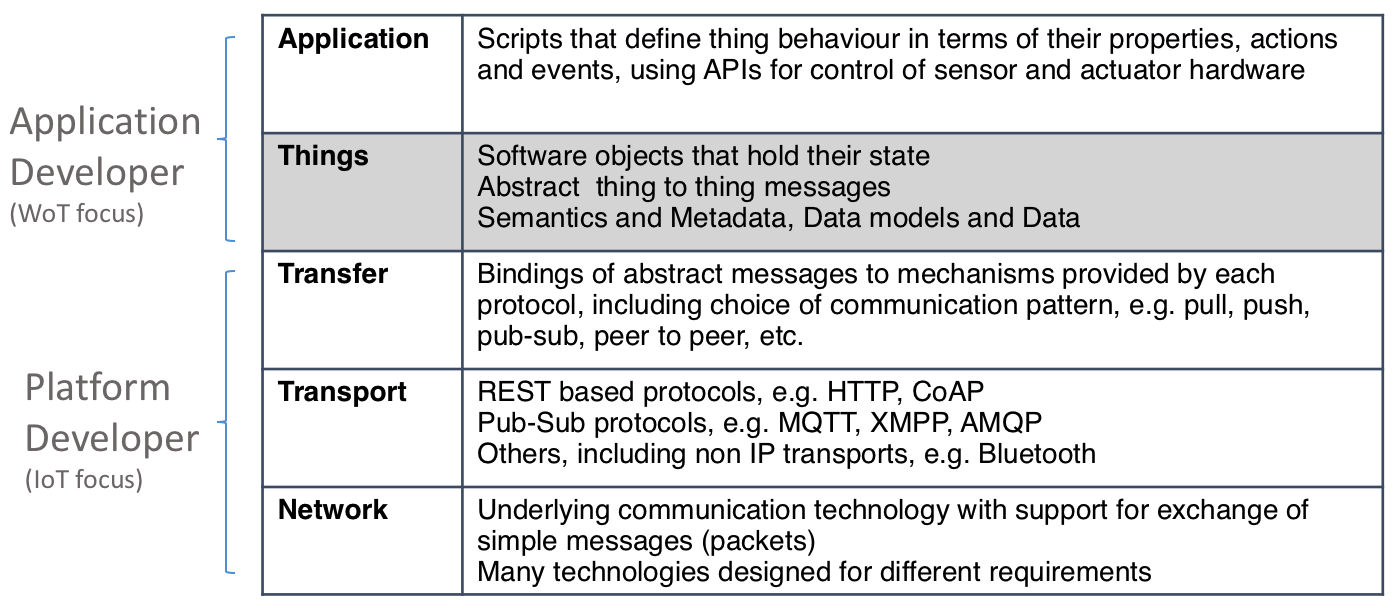 Application
Developer
(WoT focus)
Platform
Developer
(IoT focus)
Application
Scripts that define thing behaviour in terms of their properties, actions
and events, using APIs for control of sensor and actuator hardware
Things
Software objects that hold their state
Abstract  thing to thing messages
Semantics and Metadata, Data models and Data
Transfer
Bindings of abstract messages to mechanisms provided by each
protocol, including choice of communication pattern, e.g. pull, push,
pub-sub, peer to peer, etc.
Transport
REST based protocols, e.g. HTTP, CoAP
Pub-Sub protocols, e.g. MQTT, XMPP, AMQP
Others, including non IP transports, e.g. Bluetooth
Network
Underlying communication technology with support for exchange of
simple messages (packets)
Many technologies designed for different requirements